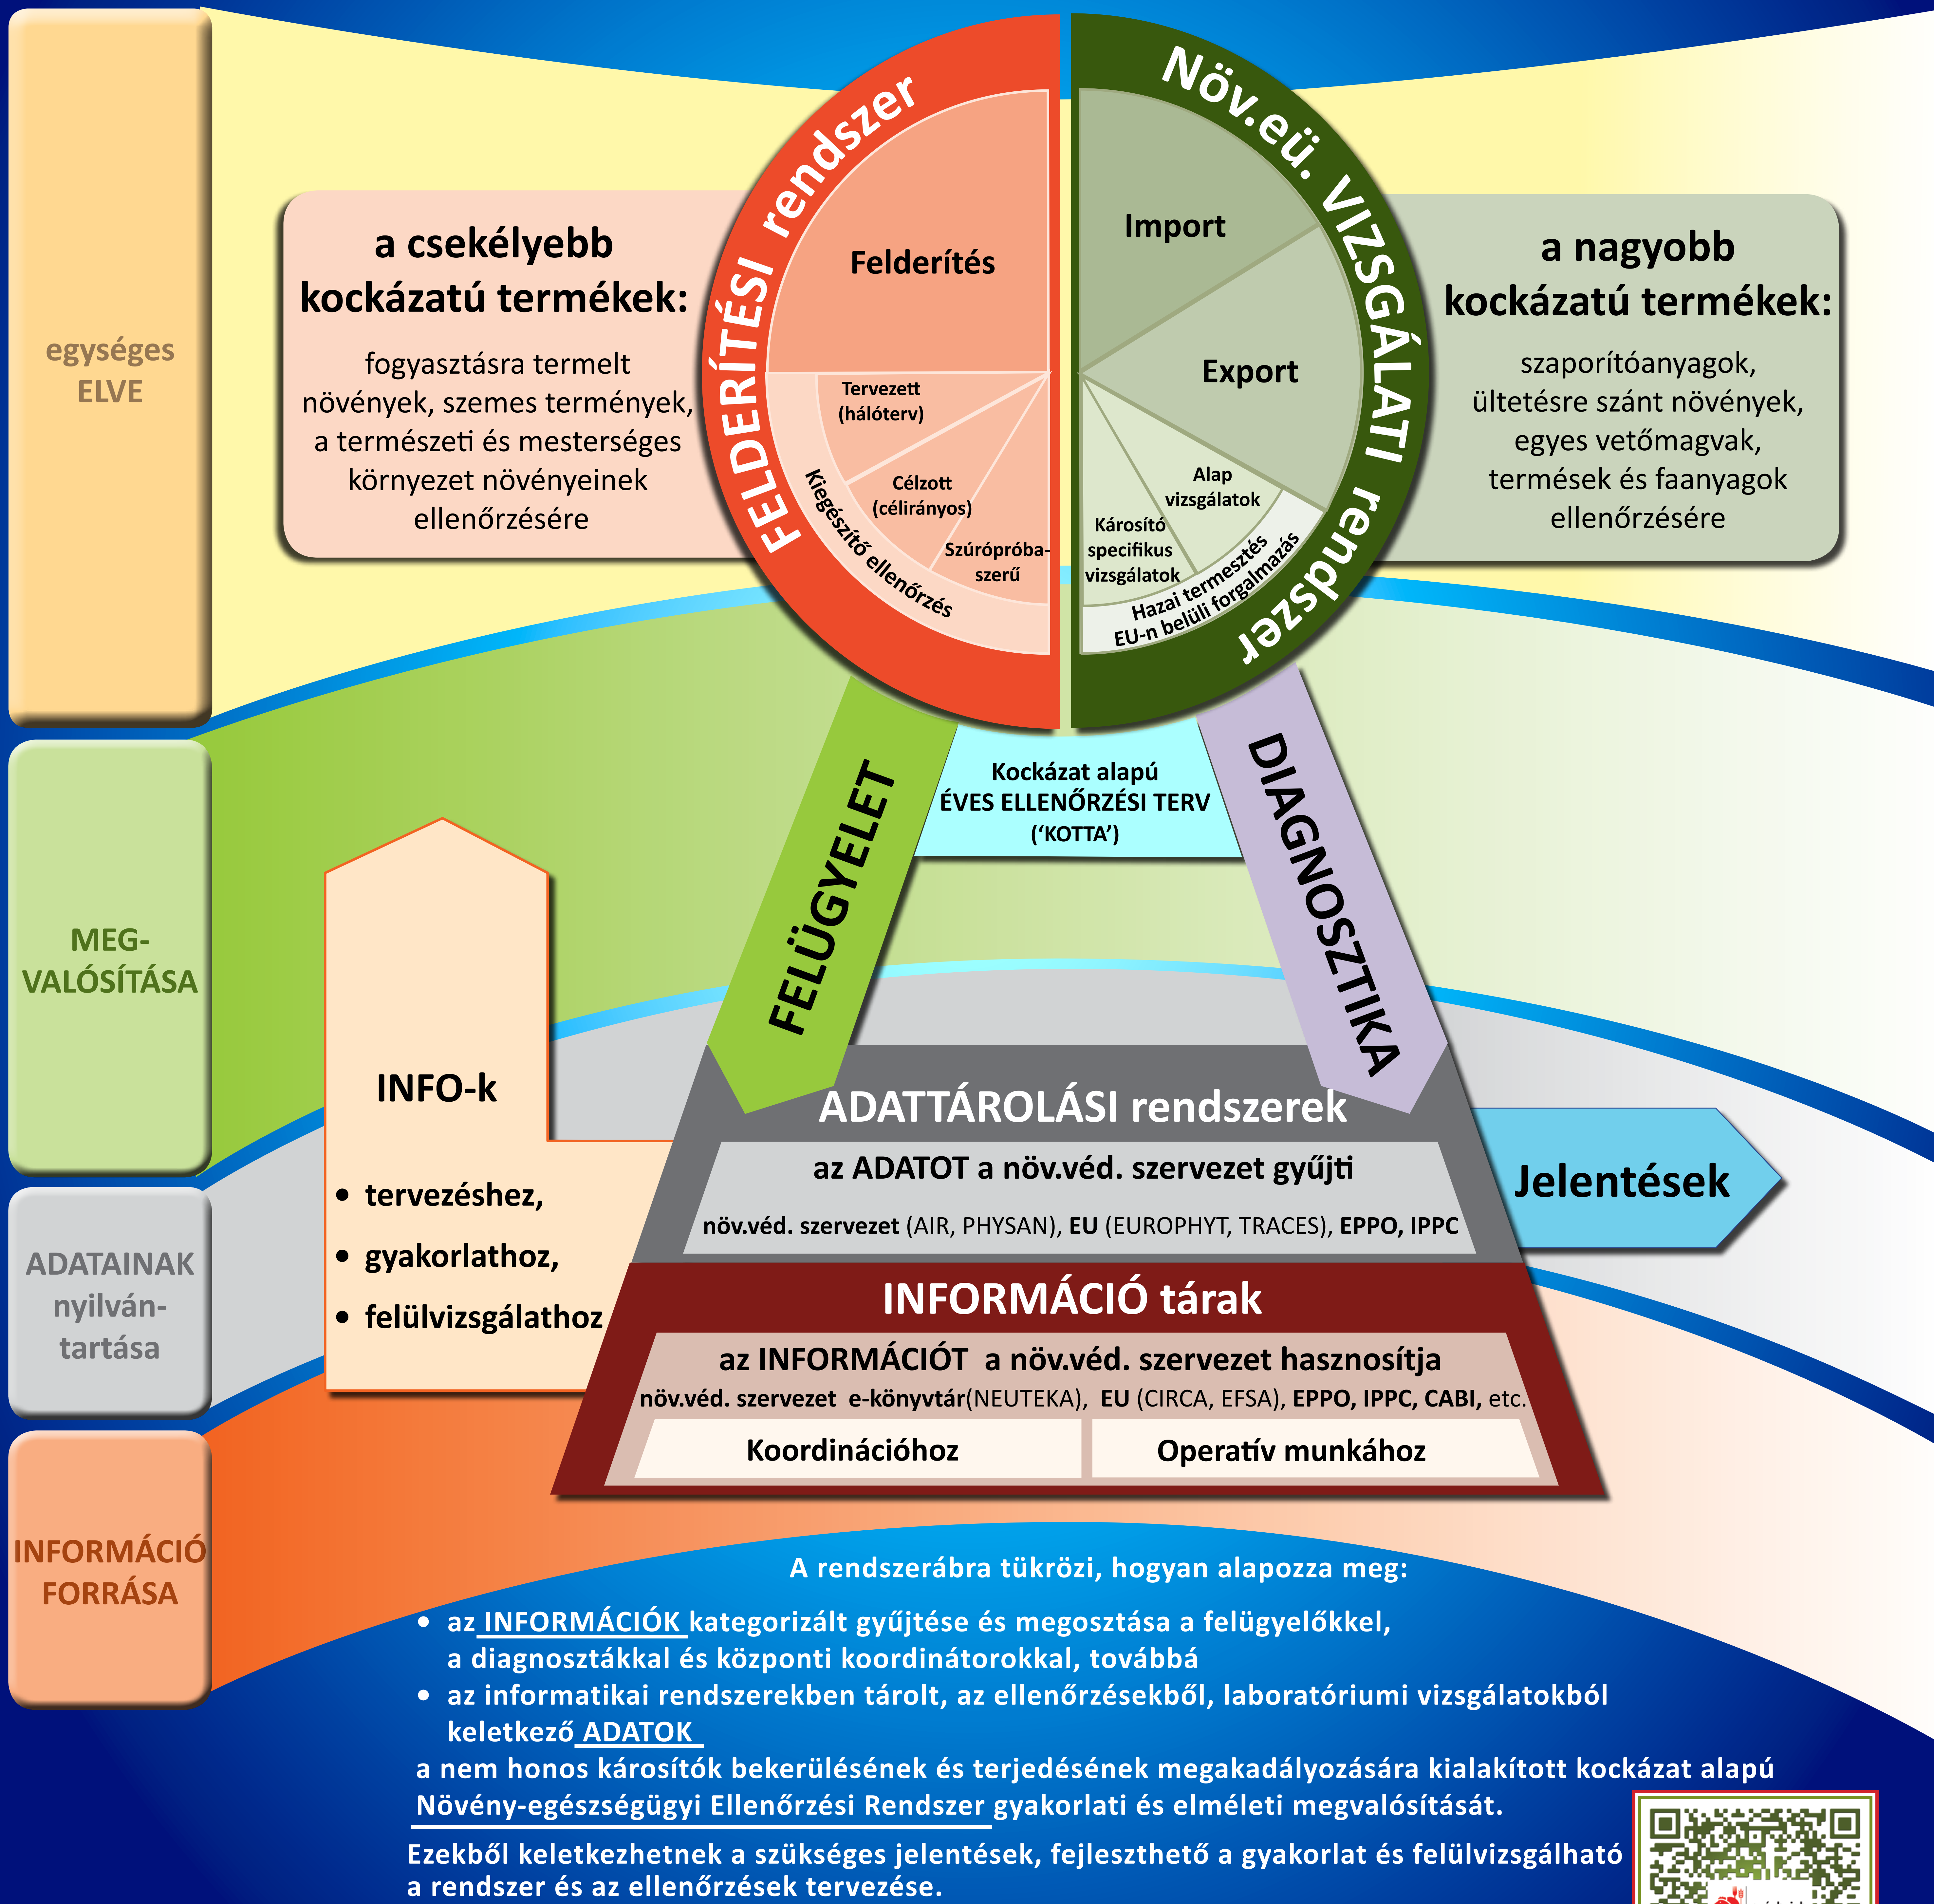 egységes
ELVE
MEG-
VALÓSÍTÁSA
ADATAINAK
nyilván-
tartása
INFORMÁCIÓ
FORRÁSA
a csekélyebb
kockázatú termékek:
fogyasztásra termelt
növények, szemes termények,
a természeti és mesterséges
környezet növényeinek
ellenőrzésére
FELDERÍTÉSI rendszer
Felderítés
Tervezett
(hálóterv)
Célzott
(célirányos)
Szúrópróba-
szerű
Kiegészítő ellenőrzés
Növ.eü. VIZSGÁLATI rendszer
Import
Export
Alap
vizsgálatok
Károsító
specifikus
vizsgálatok
Hazai termesztés
EU-n belüli forgalmazás
a nagyobb
kockázatú termékek:
szaporítóanyagok,
ültetésre szánt növények,
egyes vetőmagvak,
termések és faanyagok
ellenőrzésére
FELÜGYELET
Kockázat alapú
ÉVES ELLENŐRZÉSI TERV
(‘KOTTA’)
DIAGNOSZTIKA
INFO-k
• tervezéshez,
• gyakorlathoz,
• felülvizsgálathoz
ADATTÁROLÁSI rendszerek
az ADATOT a növ.véd. szervezet gyűjti
növ.véd. szervezet (AIR, PHYSAN), EU (EUROPHYT, TRACES), EPPO, IPPC
Jelentések
INFORMÁCIÓ tárak
az INFORMÁCIÓT a növ.véd. szervezet hasznosítja
növ.véd. szervezet e-könyvtár(NEUTEKA), EU (CIRCA, EFSA), EPPO, IPPC, CABI, etc.
Koordinációhoz
Operatív munkához
A rendszerábra tükrözi, hogyan alapozza meg:
• az INFORMÁCIÓK kategorizált gyűjtése és megosztása a felügyelőkkel,
a diagnosztákkal és központi koordinátorokkal, továbbá
• az informatikai rendszerekben tárolt, az ellenőrzésekből, laboratóriumi vizsgálatokból
keletkező ADATOK
a nem honos károsítók bekerülésének és terjedésének megakadályozására kialakított kockázat alapú
Növény-egészségügyi Ellenőrzési Rendszer gyakorlati és elméleti megvalósítását.
Ezekből keletkezhetnek a szükséges jelentések, fejleszthető a gyakorlat és felülvizsgálható
a rendszer és az ellenőrzések tervezése.